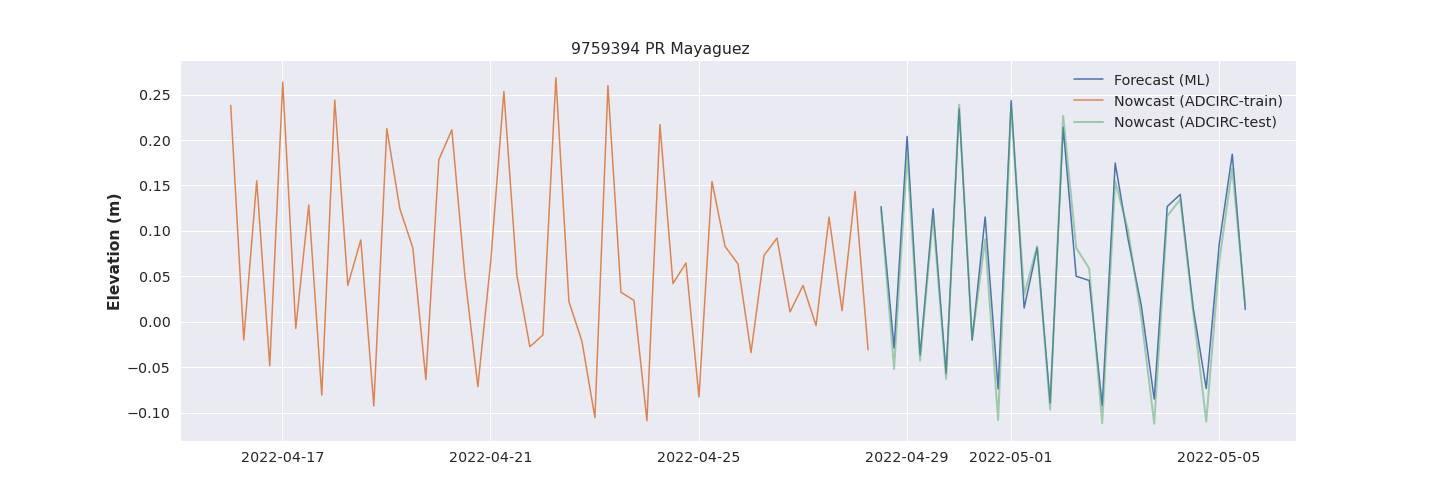 9759394 PR Mayaguez
Elevation (m)
0.25
0.20
0.15
0.10
0.05
0.00
−0.05
−0.10
Forecast (ML)
Nowcast (ADCIRC-train)
Nowcast (ADCIRC-test)
2022-04-17 2022-04-21 2022-04-25 2022-04-29 2022-05-01 2022-05-05